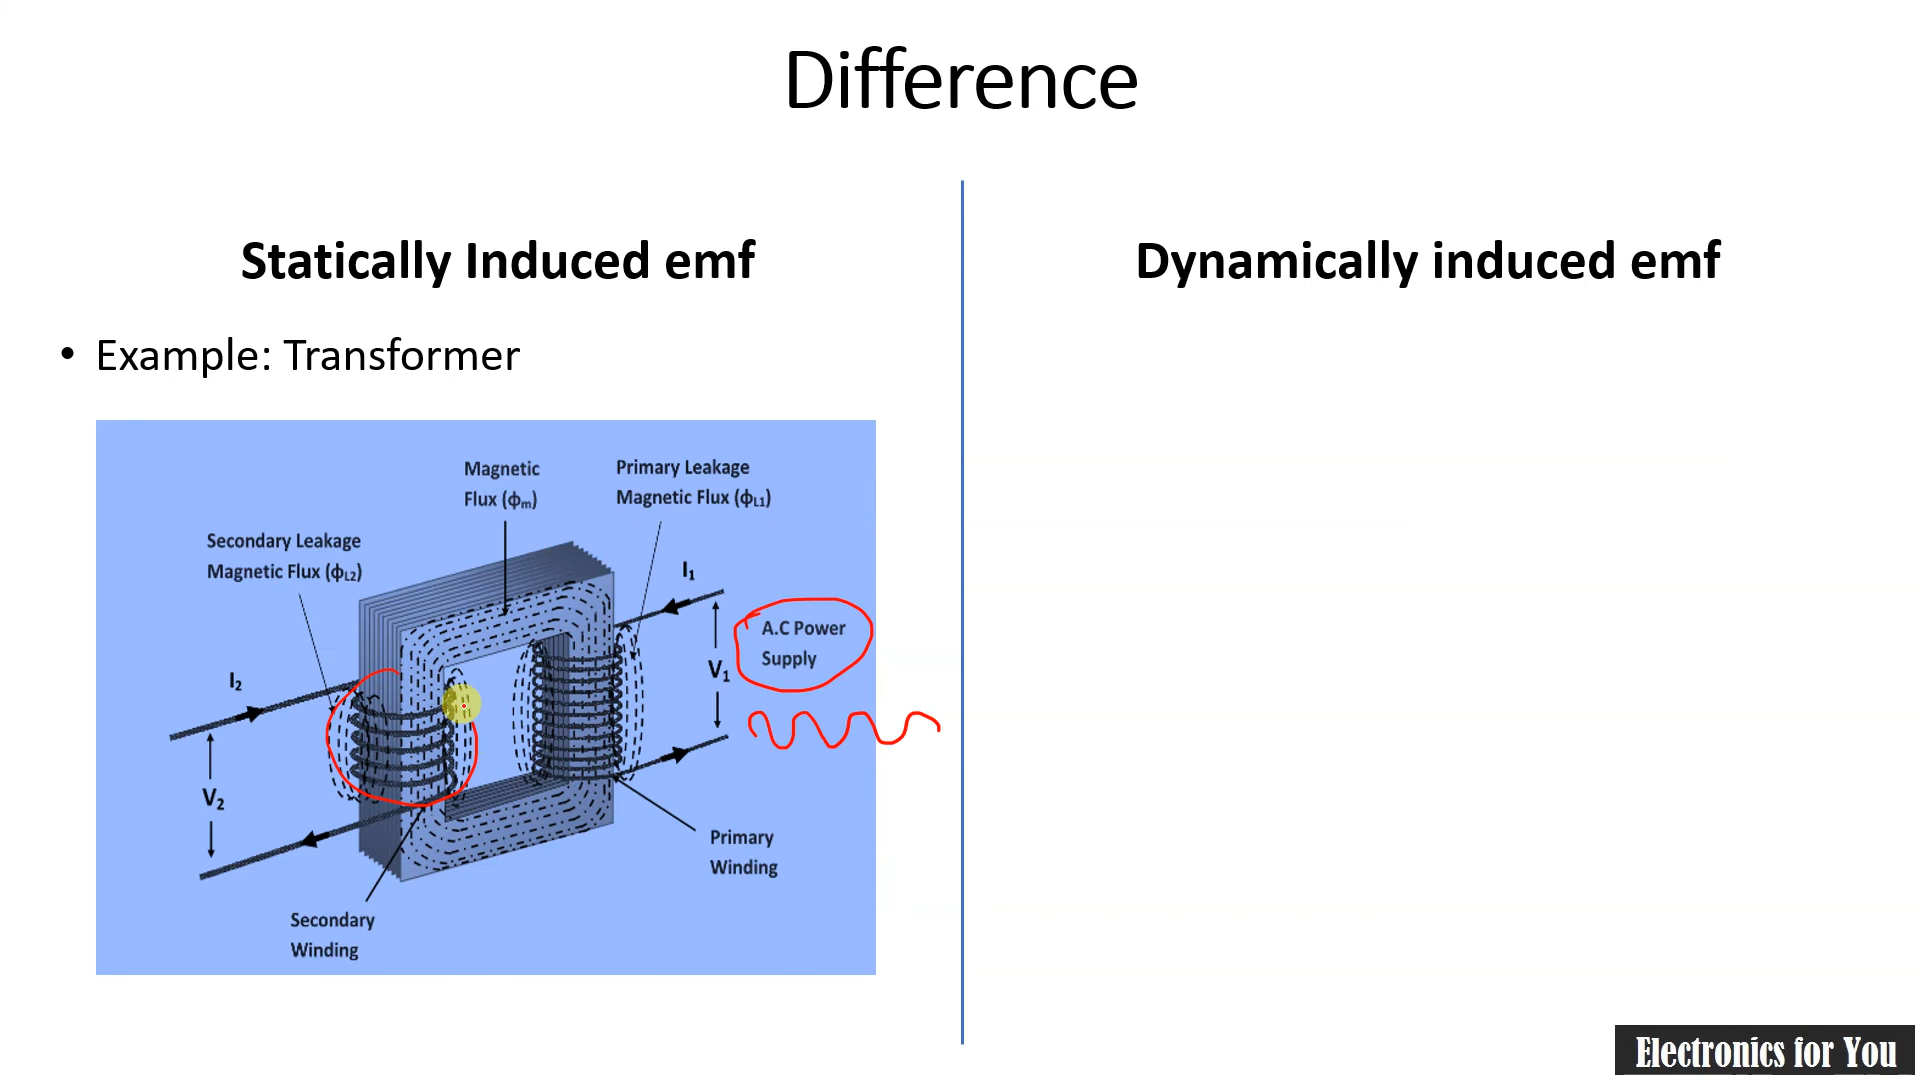 Difference
Statically Induced emf
Dynamically induced emf
• Example: Transformer
Magnetic
Flux (ϕm)
Primary Leakage
Magnetic Flux (ϕL1)
Secondary Leakage
Magnetic Flux (ϕL2)
I1
A.C Power
Supply
V1
I2
V2
Primary
Winding
Secondary
Winding
Electronics for You